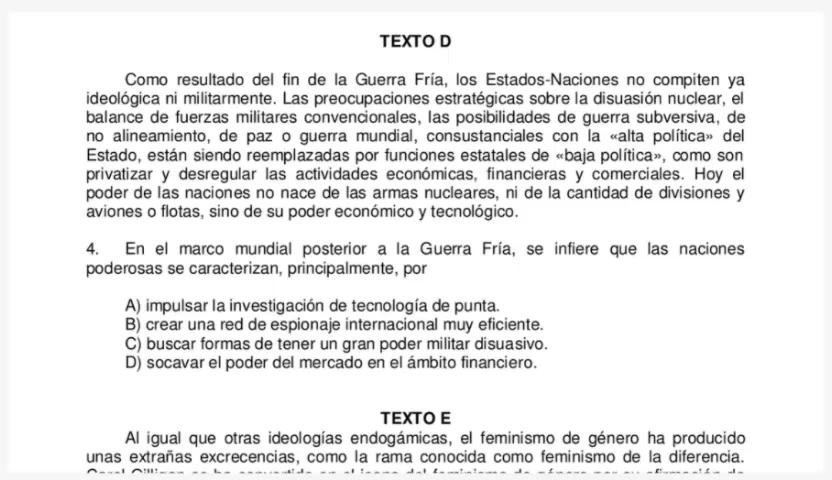 TEXTO D
Como resultado del fin de la Guerra Fría, los Estados-Naciones no compiten ya
ideológica ni militarmente. Las preocupaciones estratégicas sobre la disuasión nuclear, el
balance de fuerzas militares convencionales, las posibilidades de guerra subversiva, de
no alineamiento, de paz o guerra mundial, consustanciales con la «alta política» del
Estado, están siendo reemplazadas por funciones estatales de «baja política», como son
privatizar y desregular las actividades económicas, financieras y comerciales. Hoy el
poder de las naciones no nace de las armas nucleares, ni de la cantidad de divisiones y
aviones o flotas, sino de su poder económico y tecnológico.
4. En el marco mundial posterior a la Guerra Fría, se infiere que las naciones
poderosas se caracterizan, principalmente, por
A) impulsar la investigación de tecnología de punta.
B) crear una red de espionaje internacional muy eficiente.
C) buscar formas de tener un gran poder militar disuasivo.
D) socavar el poder del mercado en el ámbito financiero.
TEXTO E
Al igual que otras ideologías endogámicas, el feminismo de género ha producido
unas extrañas excrecencias, como la rama conocida como feminismo de la diferencia.